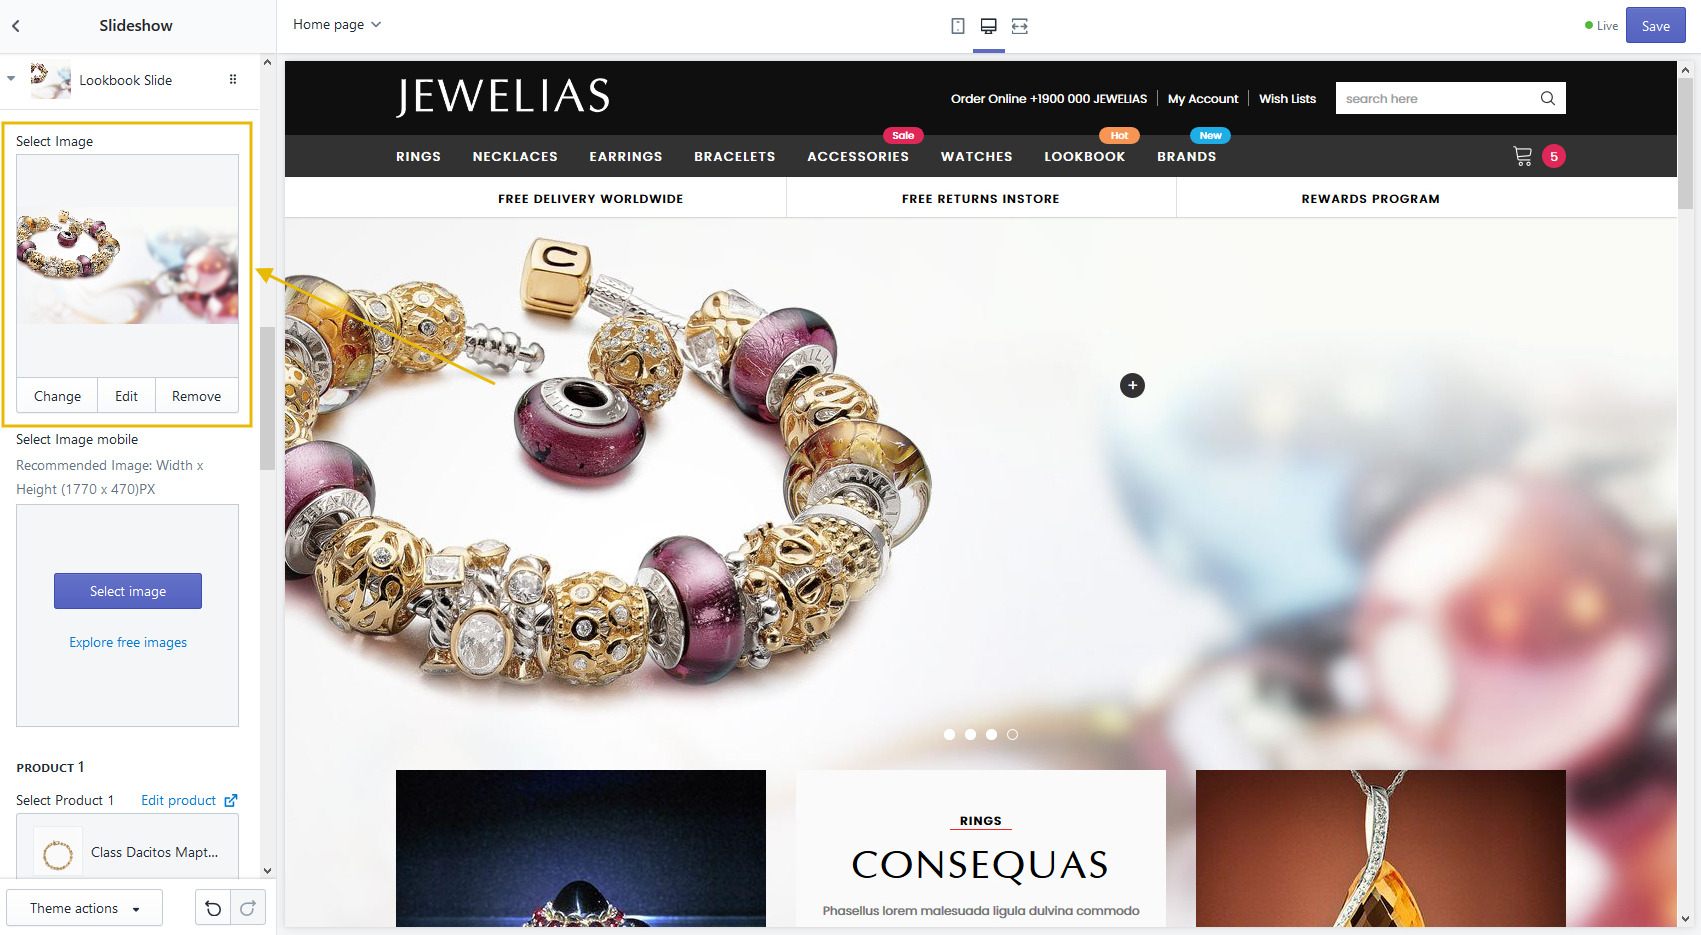 Slideshow
Home page
Live
Save
Lookbook Slide
Select Image
Change Edit Remove
Select Image mobile
Recommended Image: Width x
Height (1770 x 470)PX
Select image
Explore free images
PRODUCT 1
Select Product 1 Edit product
Class Dacitos Mapt...
Theme actions
JEWELIAS
Order Online +1900 000 JEWELIAS My Account Wish Lists search here
Sale Hot New
RINGS NECKLACES EARRINGS BRACELETS ACCESSORIES WATCHES LOOKBOOK BRANDS 5
FREE DELIVERY WORLDWIDE FREE RETURNS INSTORE REWARDS PROGRAM
C
+
RINGS
CONSEQUAS
Phasellus lorem malesuada ligula dulvina commodo